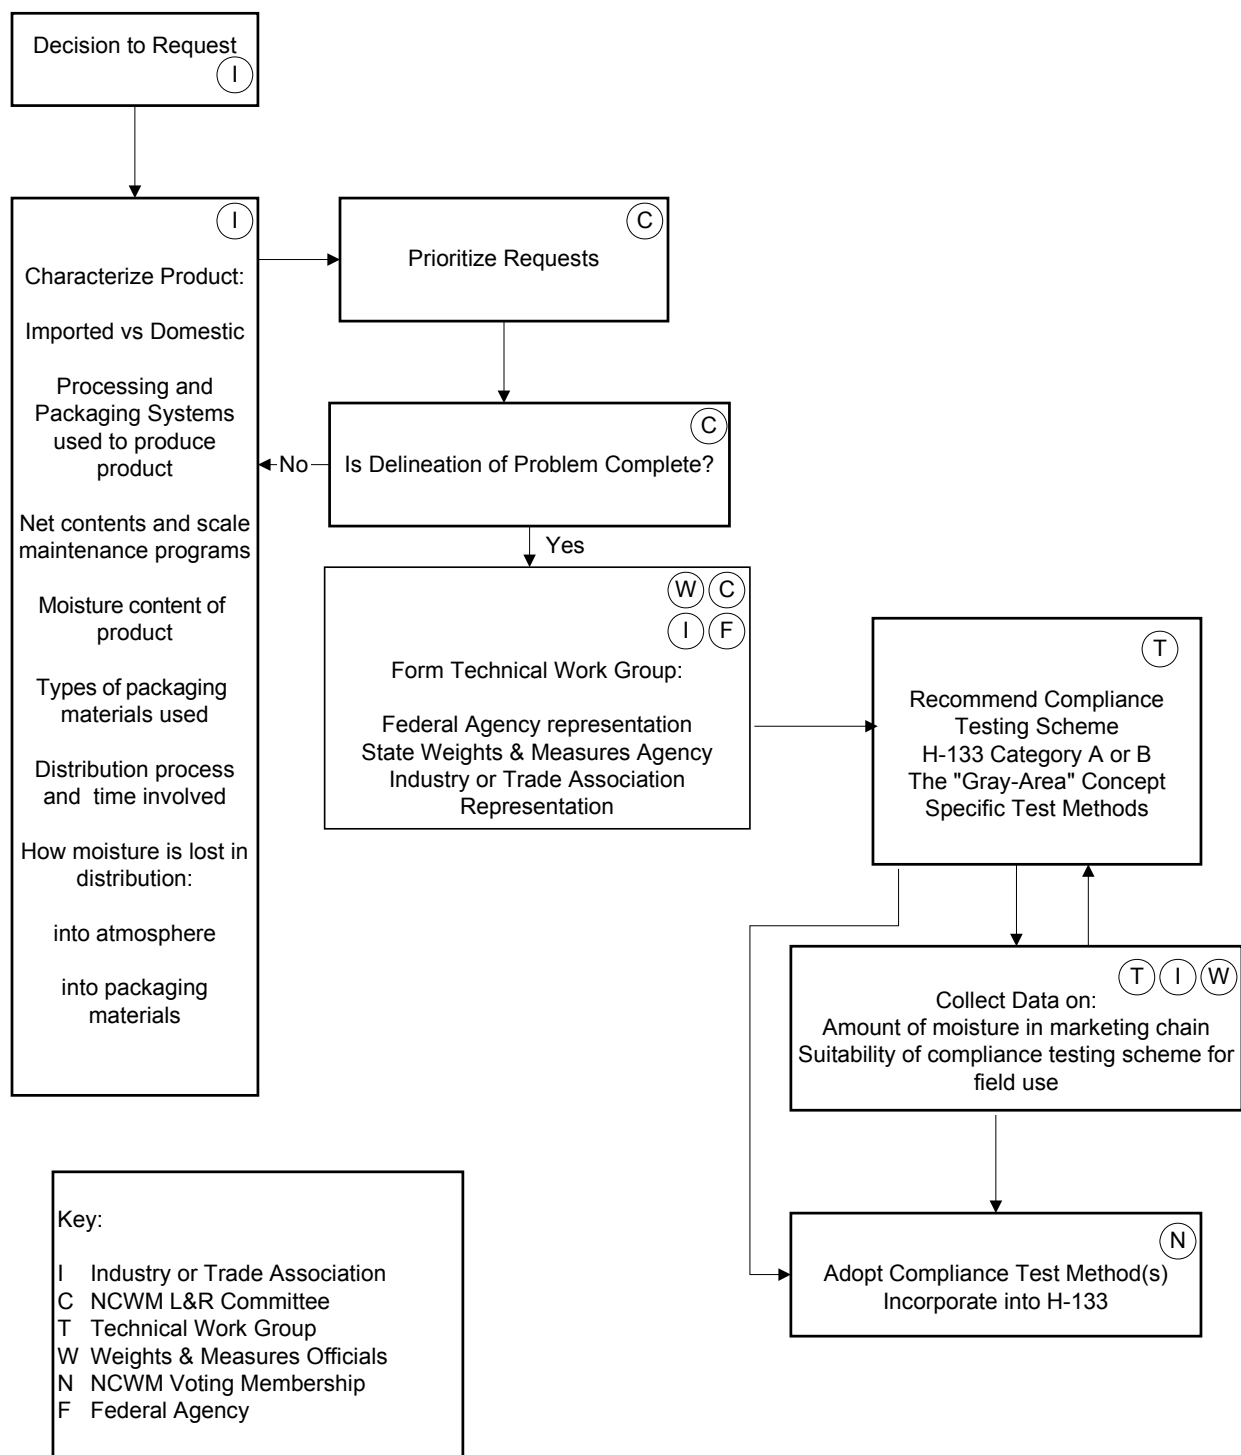 Decision to Request
I
I
Characterize Product:
Imported vs Domestic
Processing and
Packaging Systems
used to produce
product
Net contents and scale
maintenance programs
Moisture content of
product
Types of packaging
materials used
Distribution process
and time involved
How moisture is lost in
distribution:
into atmosphere
into packaging
materials
C
Prioritize Requests
C
Is Delineation of Problem Complete?
No
Yes
W C
I F
Form Technical Work Group:
Federal Agency representation
State Weights & Measures Agency
Industry or Trade Association
Representation
T
Recommend Compliance
Testing Scheme
H-133 Category A or B
The "Gray-Area" Concept
Specific Test Methods
T I W
Collect Data on:
Amount of moisture in marketing chain
Suitability of compliance testing scheme for
field use
N
Adopt Compliance Test Method(s)
Incorporate into H-133
Key:
I Industry or Trade Association
C NCWM L&R Committee
T Technical Work Group
W Weights & Measures Officials
N NCWM Voting Membership
F Federal Agency